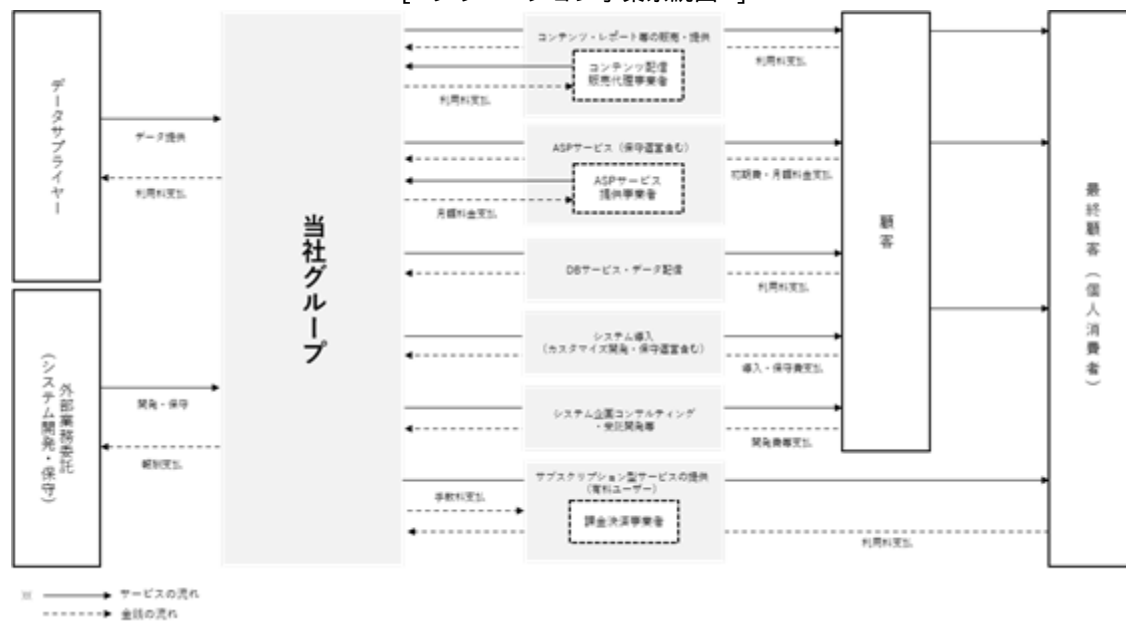 [ソリューション事業系統図]
コンテンツ・レポート等の販売・提供
コンテンツ配信
販売代理事業者
利用料支払
利用料支払
データサプライヤー
データ提供
利用料支払
ASPサービス（保守運営含む）
ASPサービス
提供事業者
月額料金支払
初期費・月額料金支払
当社グループ
DBサービス・データ配信
利用料支払
顧客
最終顧客（個人消費者）
システム導入
（カスタマイズ開発・保守運営含む）
導入・保守費支払
外部業務委託
（システム開発・保守）
開発・保守
報酬支払
システム企画コンサルティング
・受託開発等
開発費等支払
サブスクリプション型サービスの提供
（有料ユーザー）
手数料支払
課金決済事業者
利用料支払
※
サービスの流れ
金銭の流れ